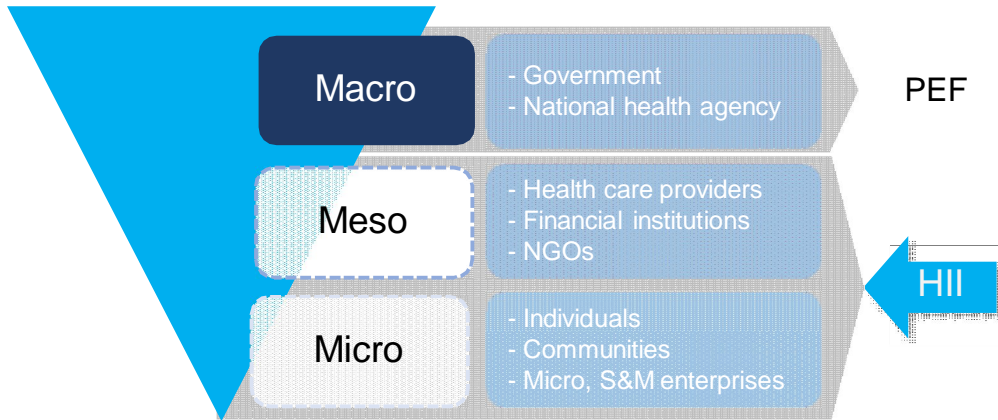 Macro
- Government
- National health agency
PEF
Meso
- Health care providers
- Financial institutions
- NGOs
HII
Micro
- Individuals
- Communities
- Micro, S&M enterprises